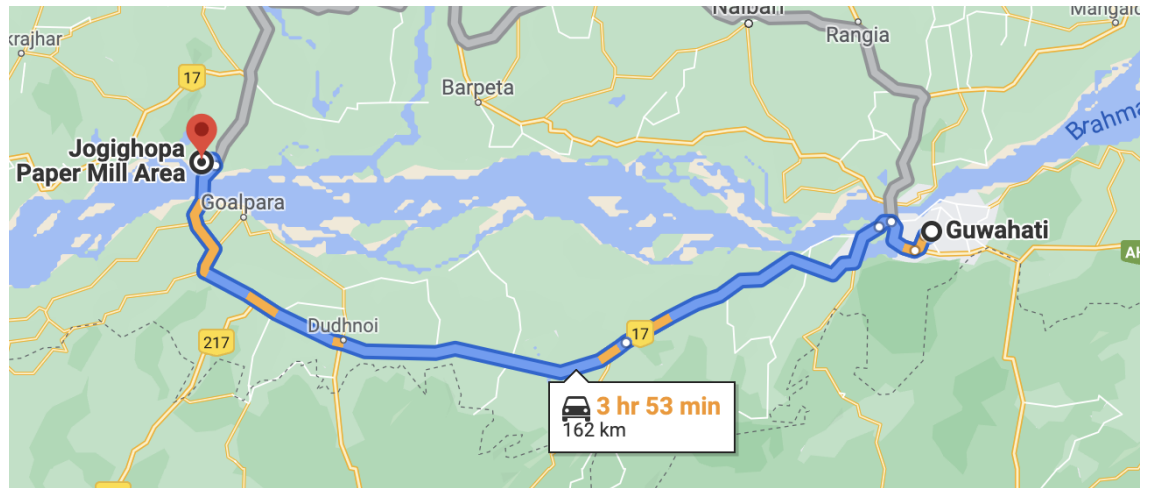 Nalbari
Mangald
krajhar
Rangia
17
Barpeta
Brahma
Jogighopa
Paper Mill Area
Goalpara
Guwahati
AH
Dudhnoi
17
217
3 hr 53 min
162 km